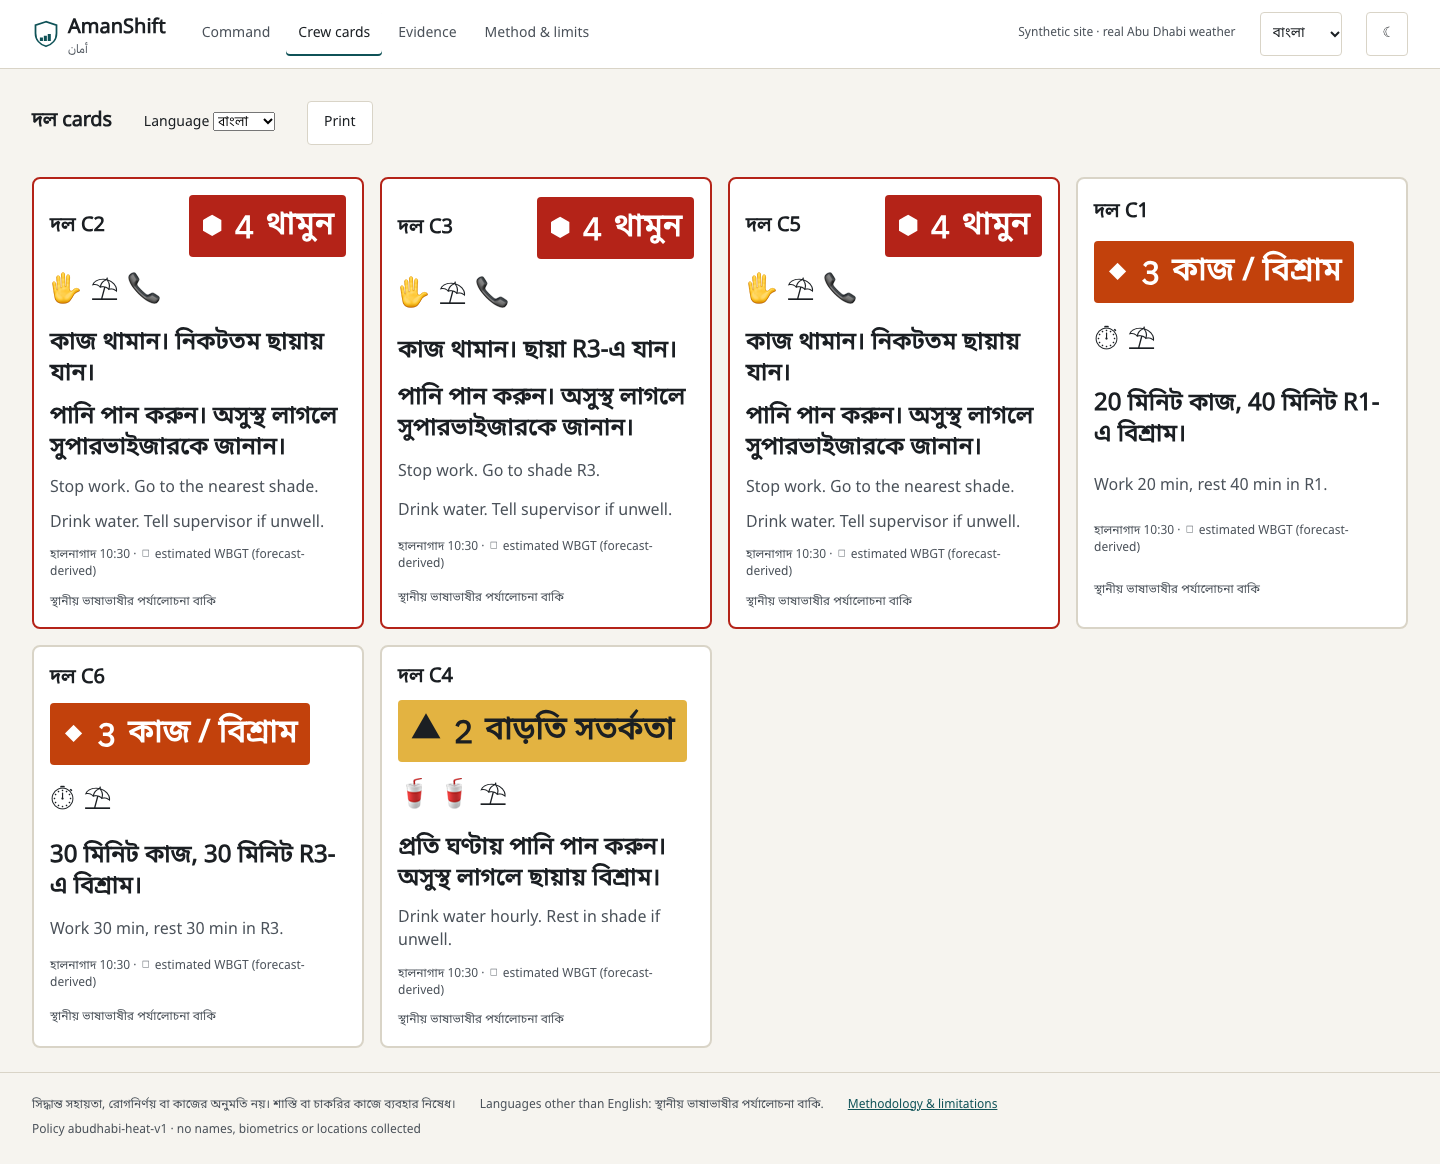 AmanShift
أمان
Command
Crew cards
Evidence
Method & limits
Synthetic site · real Abu Dhabi weather
বাংলা
দল cards
Language
বাংলা
Print
দল C2
4 থামুন
কাজ থামান। নিকটতম ছায়ায়
যান।
পানি পান করুন। অসুস্থ লাগলে
সুপারভাইজারকে জানান।
Stop work. Go to the nearest shade.
Drink water. Tell supervisor if unwell.
হালনাগাদ 10:30 · estimated WBGT (forecast-
derived)
স্থানীয় ভাষাভাষীর পর্যালোচনা বাকি
দল C3
4 থামুন
কাজ থামান। ছায়া R3-এ যান।
পানি পান করুন। অসুস্থ লাগলে
সুপারভাইজারকে জানান।
Stop work. Go to shade R3.
Drink water. Tell supervisor if unwell.
হালনাগাদ 10:30 · estimated WBGT (forecast-
derived)
স্থানীয় ভাষাভাষীর পর্যালোচনা বাকি
দল C5
4 থামুন
কাজ থামান। নিকটতম ছায়ায়
যান।
পানি পান করুন। অসুস্থ লাগলে
সুপারভাইজারকে জানান।
Stop work. Go to the nearest shade.
Drink water. Tell supervisor if unwell.
হালনাগাদ 10:30 · estimated WBGT (forecast-
derived)
স্থানীয় ভাষাভাষীর পর্যালোচনা বাকি
দল C1
3 কাজ / বিশ্রাম
20 মিনিট কাজ, 40 মিনিট R1-
এ বিশ্রাম।
Work 20 min, rest 40 min in R1.
হালনাগাদ 10:30 · estimated WBGT (forecast-
derived)
স্থানীয় ভাষাভাষীর পর্যালোচনা বাকি
দল C6
3 কাজ / বিশ্রাম
30 মিনিট কাজ, 30 মিনিট R3-
এ বিশ্রাম।
Work 30 min, rest 30 min in R3.
হালনাগাদ 10:30 · estimated WBGT (forecast-
derived)
স্থানীয় ভাষাভাষীর পর্যালোচনা বাকি
দল C4
2 বাড়তি সতর্কতা
প্রতি ঘণ্টায় পানি পান করুন।
অসুস্থ লাগলে ছায়ায় বিশ্রাম।
Drink water hourly. Rest in shade if
unwell.
হালনাগাদ 10:30 · estimated WBGT (forecast-
derived)
স্থানীয় ভাষাভাষীর পর্যালোচনা বাকি
সিদ্ধান্ত সহায়তা, রোগনির্ণয় বা কাজের অনুমতি নয়। শাস্তি বা চাকরির কাজে ব্যবহার নিষেধ।
Languages other than English: স্থানীয় ভাষাভাষীর পর্যালোচনা বাকি.
Methodology & limitations
Policy abudhabi-heat-v1 · no names, biometrics or locations collected